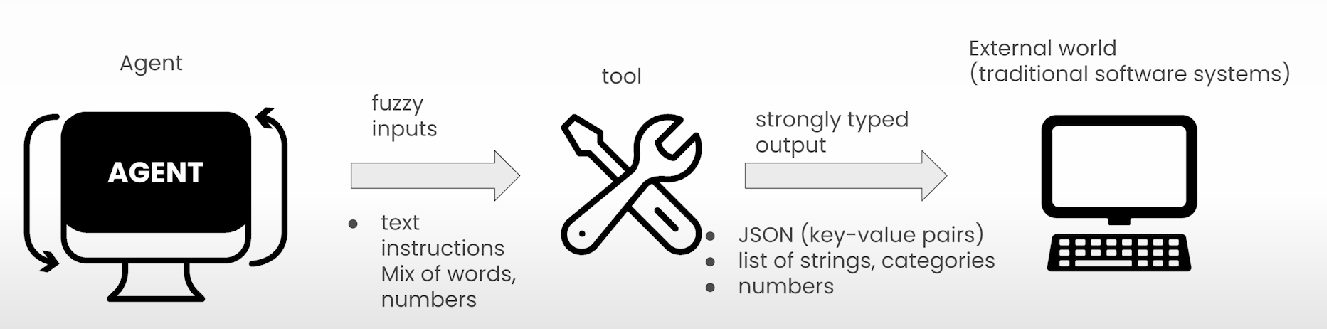 Agent
AGENT
fuzzy
inputs
• text
instructions
Mix of words,
numbers
tool
strongly typed
output
• JSON (key-value pairs)
• list of strings, categories
• numbers
External world
(traditional software systems)